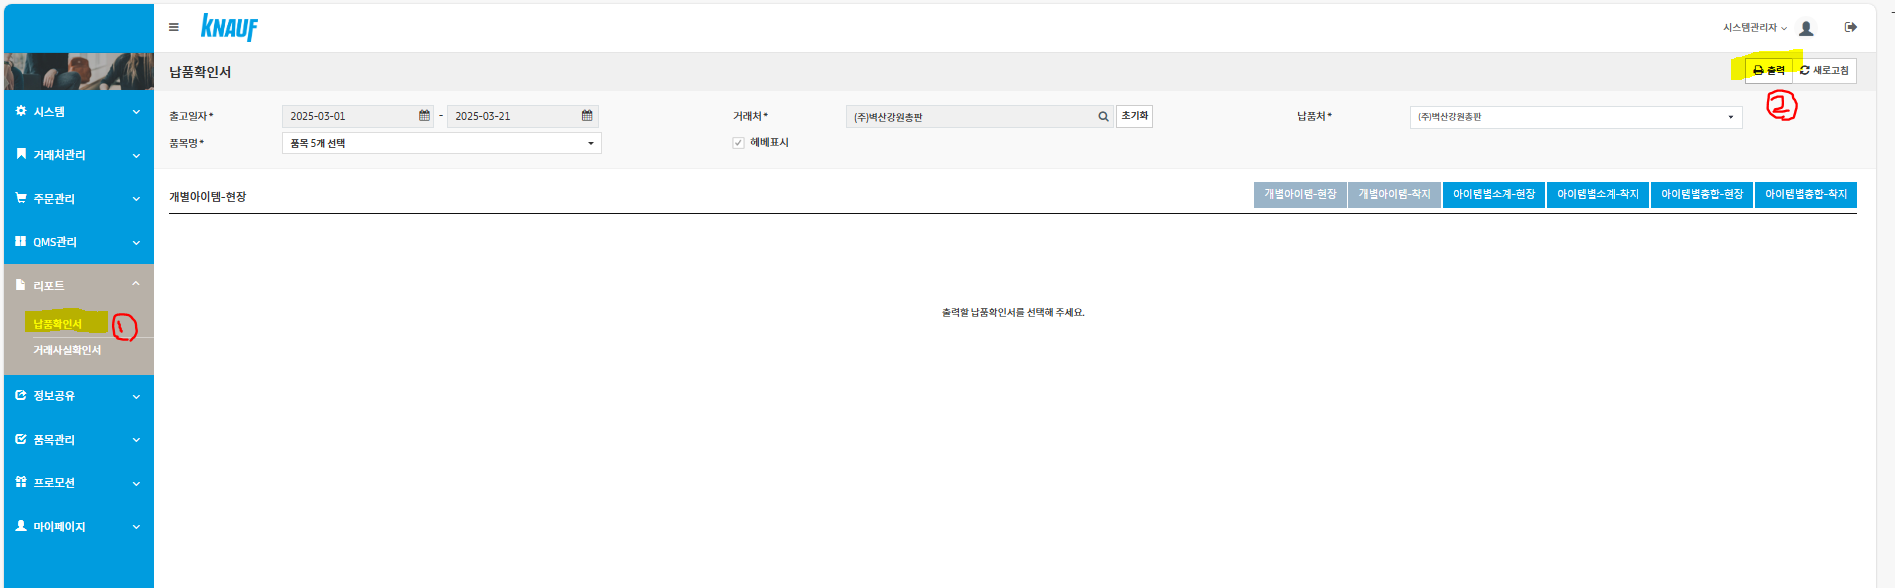 KNAUF
시스템관리자
납품확인서
출력 새로고침
②
출고일자* 2025-03-01 - 2025-03-21 거래처* (주)벽산강원총판 초기화 납품처* (주)벽산강원총판
품목명* 품목 5개 선택 헤베표시
개별아이템-현장
개별아이템-현장 개별아이템-착지 아이템별소계-현장 아이템별소계-착지 아이템별총합-현장 아이템별총합-착지
출력할 납품확인서를 선택해 주세요.
시스템
거래처관리
주문관리
QMS관리
리포트
납품확인서 ①
거래사실확인서
정보공유
품목관리
프로모션
마이페이지